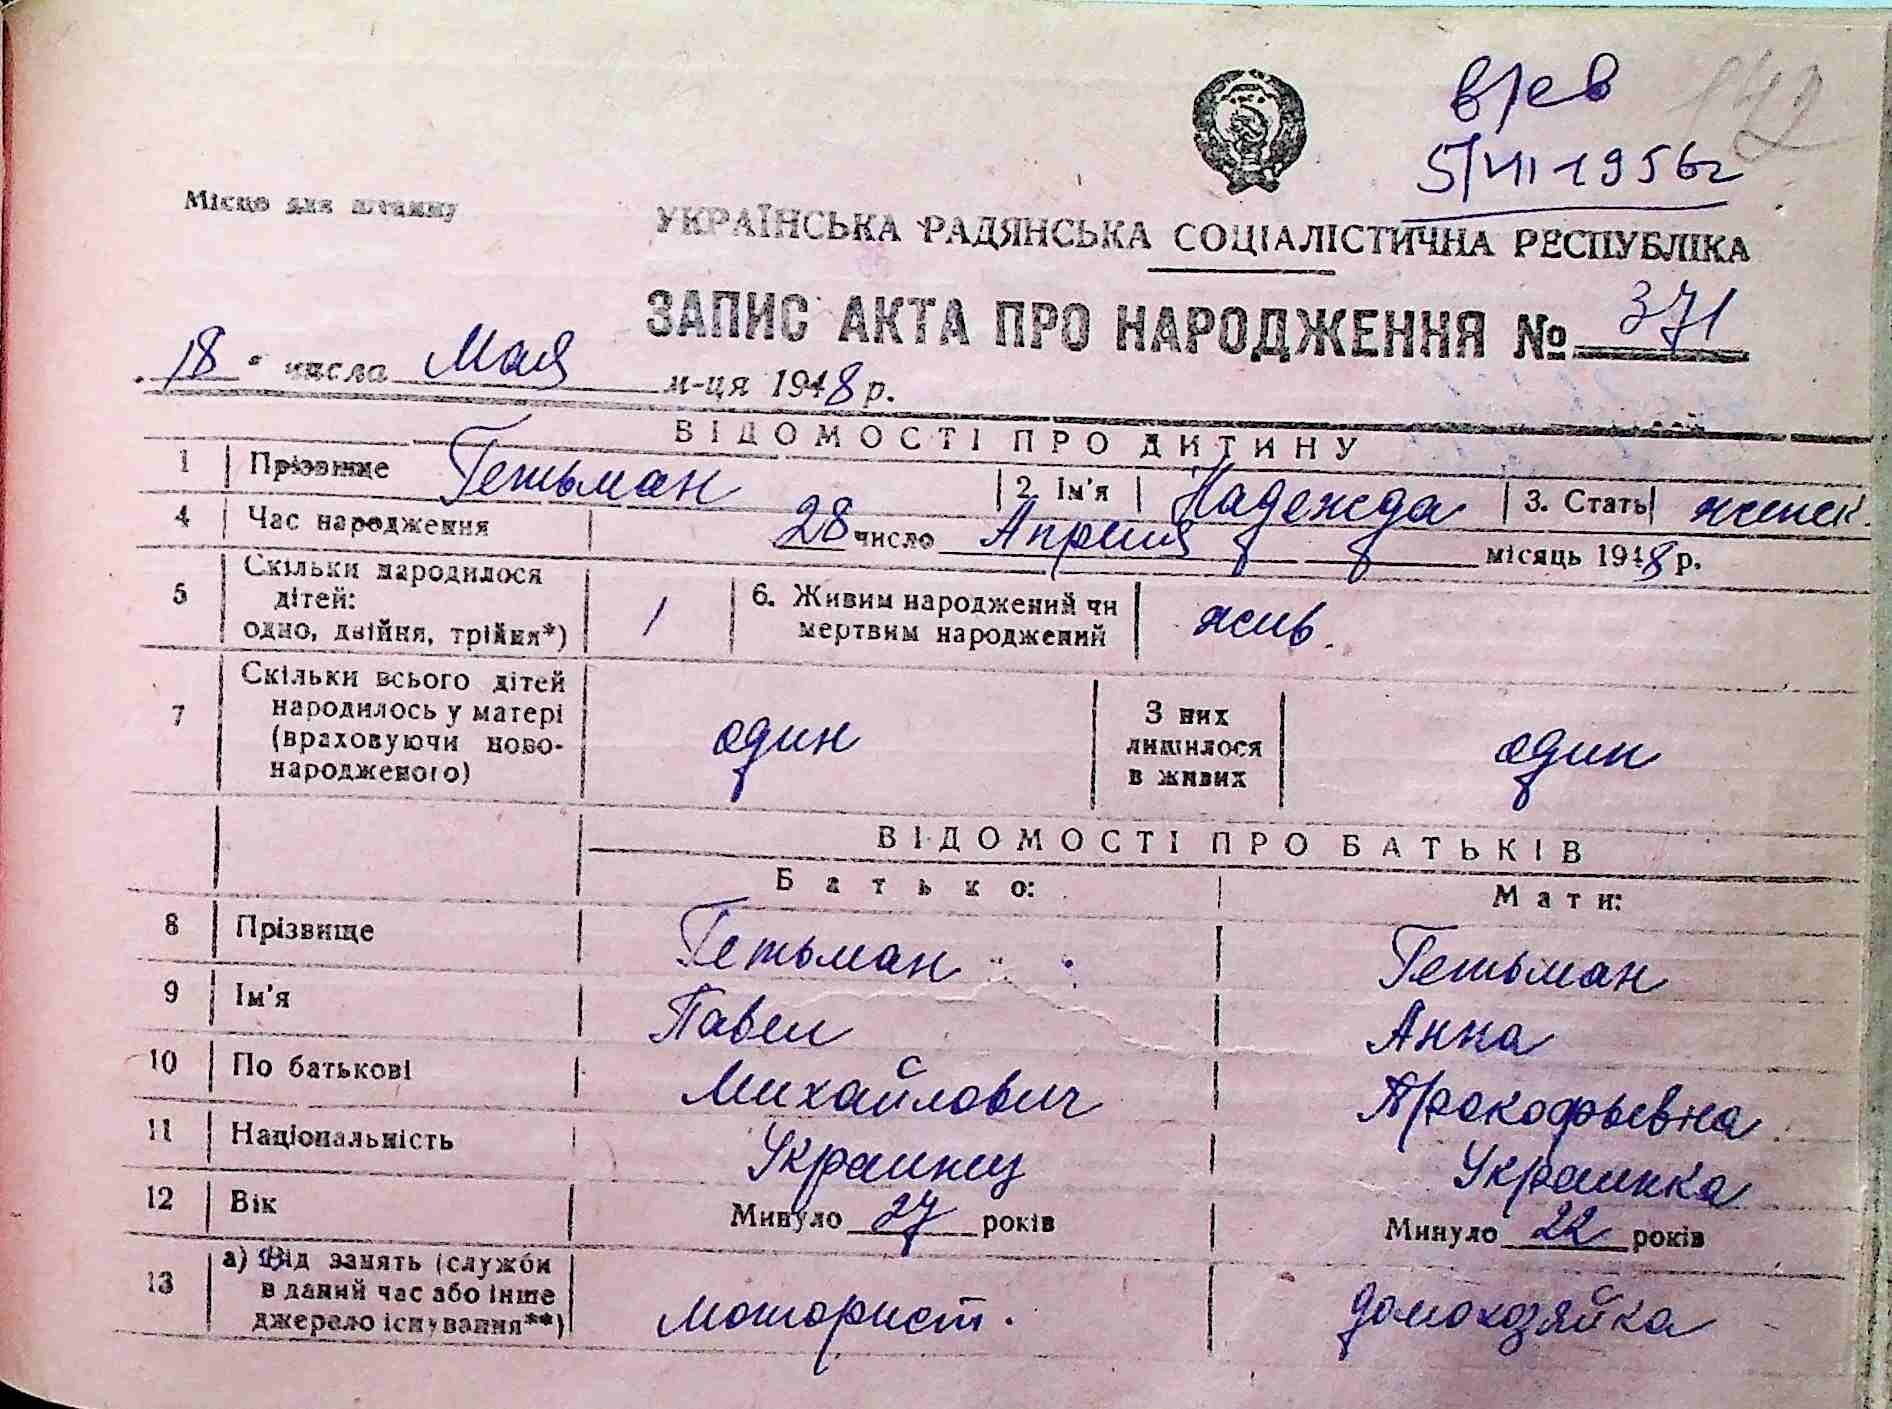 142
5/VII 1956г
Місце для штампу
УКРАЇНСЬКА РАДЯНСЬКА СОЦІАЛІСТИЧНА РЕСПУБЛІКА
ЗАПИС АКТА ПРО НАРОДЖЕННЯ № 371
„18" числа Мая м-ця 1948 р.
ВІДОМОСТІ ПРО ДИТИНУ
1 Прізвище Гетьман 2. Ім'я Надежда 3. Стать женск.
4 Час народження 28 число Апреля місяць 1948 р.
5 Скільки народилося
дітей:
одно, двійня, трійня*) 1 6. Живим народжений чи
мертвим народжений жив.
7 Скільки всього дітей
народилось у матері
(враховуючи ново-
народженого) один З них
лишилося
в живих один
ВІДОМОСТІ ПРО БАТЬКІВ
Батько: Мати:
8 Прізвище Гетьман Гетьман
9 Ім'я Павел Анна
10 По батькові Михайлович Прокофьевна
11 Національність Украинец Украинка
12 Вік Минуло 27 років Минуло 22 років
13 а) Від занять (служби
в даний час або інше
джерело існування**) моторист. домохозяйка